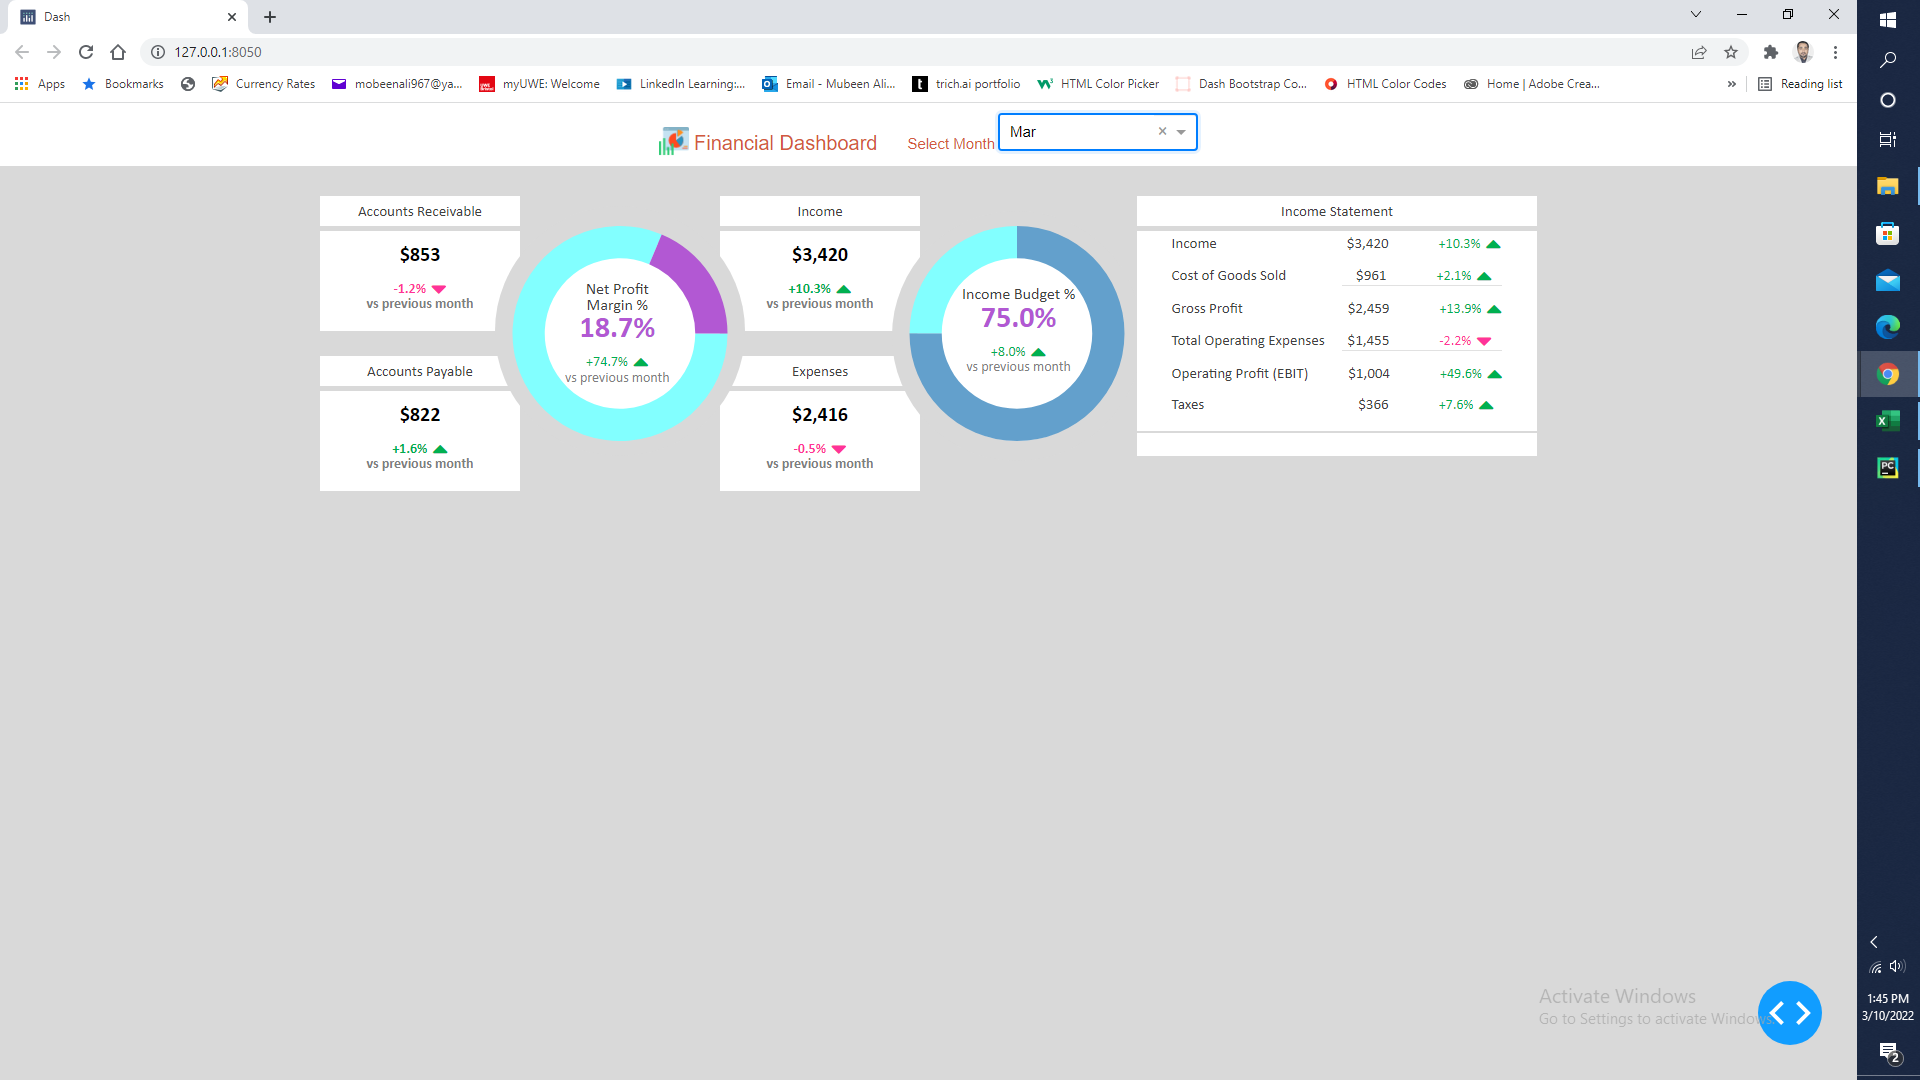 Dash
127.0.0.1:8050
Apps
Bookmarks
Currency Rates
mobeenali967@ya...
myUWE: Welcome
LinkedIn Learning:...
Email - Mubeen Ali...
trich.ai portfolio
HTML Color Picker
Dash Bootstrap Co...
HTML Color Codes
Home | Adobe Crea...
»
Reading list
Financial Dashboard
Select Month
Mar
Accounts Receivable
$853
-1.2%
vs previous month
Accounts Payable
$822
+1.6%
vs previous month
Net Profit
Margin %
18.7%
+74.7%
vs previous month
Income
$3,420
+10.3%
vs previous month
Expenses
$2,416
-0.5%
vs previous month
Income Budget %
75.0%
+8.0%
vs previous month
Income Statement
Income $3,420 +10.3%
Cost of Goods Sold $961 +2.1%
Gross Profit $2,459 +13.9%
Total Operating Expenses $1,455 -2.2%
Operating Profit (EBIT) $1,004 +49.6%
Taxes $366 +7.6%
Activate Windows
Go to Settings to activate Windows.
1:45 PM
3/10/2022
2